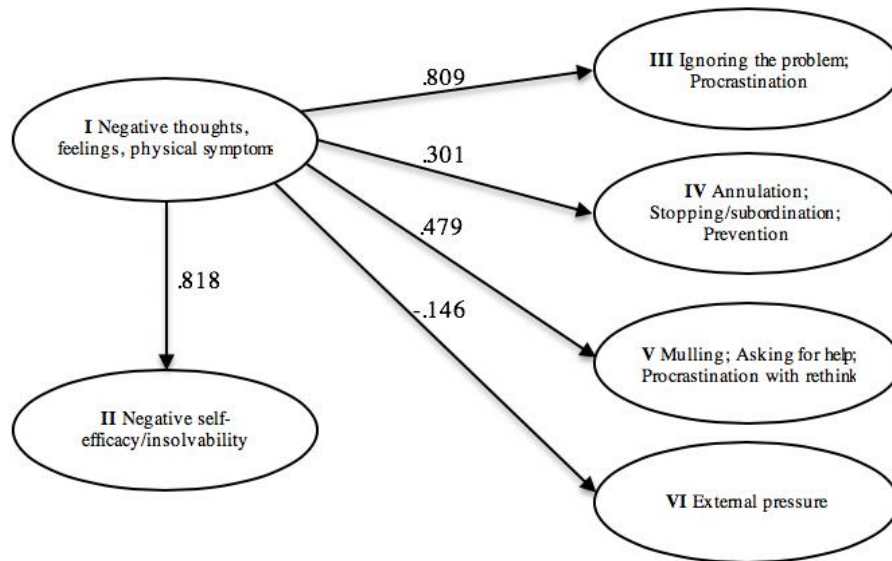 III Ignoring the problem;
Procrastination
.809
I Negative thoughts,
feelings, physical symptoms
.301
IV Annulation;
Stopping/subordination;
Prevention
.479
.818
-.146
V Mulling; Asking for help;
Procrastination with rethink
II Negative self-
efficacy/insolvability
VI External pressure